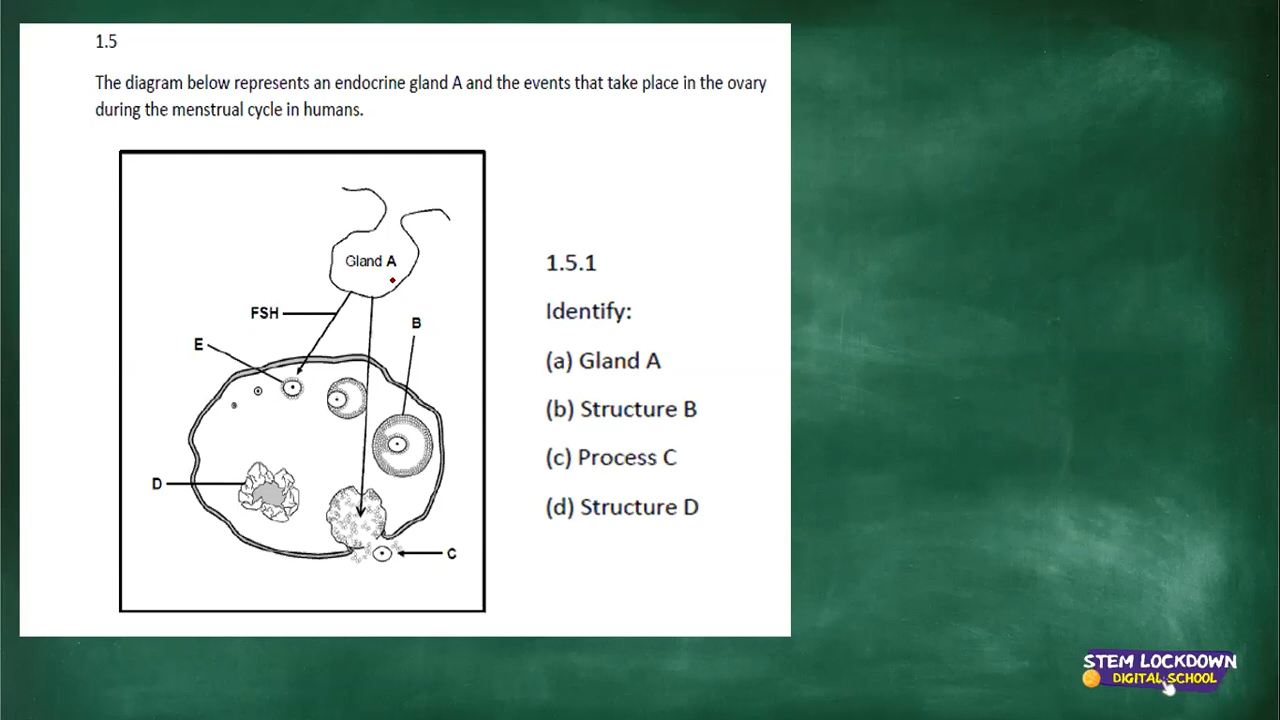 1.5
The diagram below represents an endocrine gland A and the events that take place in the ovary
during the menstrual cycle in humans.
Gland A
FSH
B
E
D
C
1.5.1
Identify:
(a) Gland A
(b) Structure B
(c) Process C
(d) Structure D
STEM LOCKDOWN
DIGITAL SCHOOL